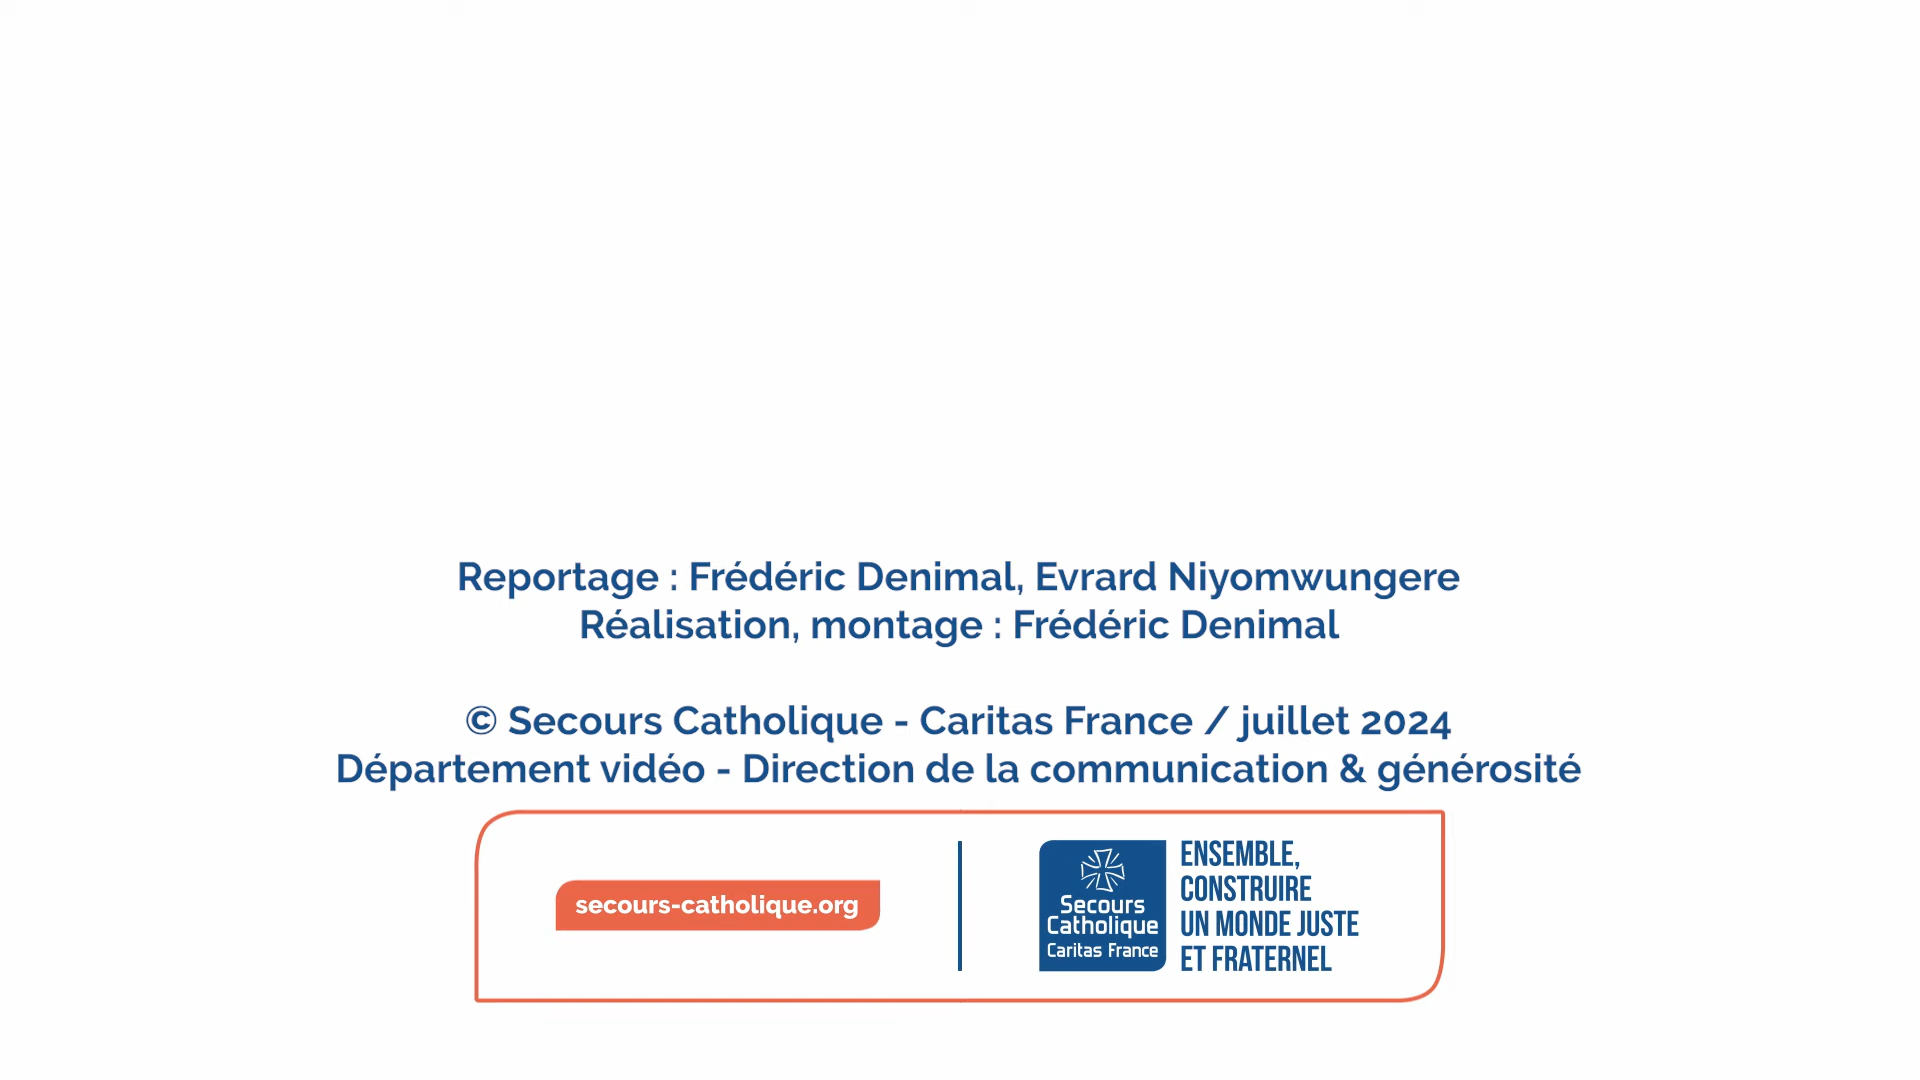 Reportage : Frédéric Denimal, Evrard Niyomwungere
Réalisation, montage : Frédéric Denimal
© Secours Catholique - Caritas France / juillet 2024
Département vidéo - Direction de la communication & générosité
secours-catholique.org
Secours
Catholique
Caritas France
ENSEMBLE,
CONSTRUIRE
UN MONDE JUSTE
ET FRATERNEL